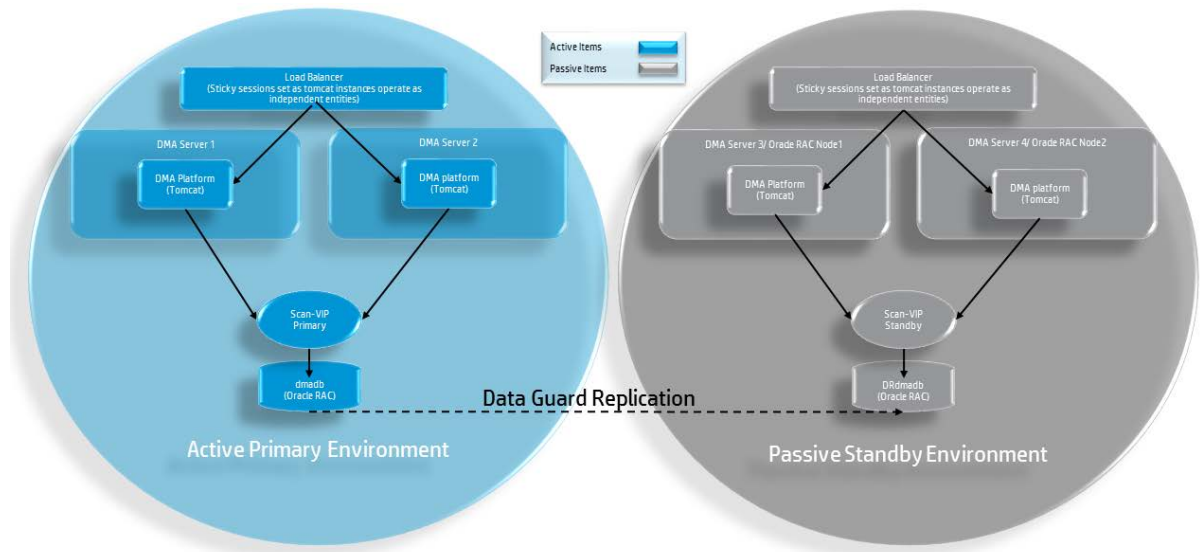 Active Items
Passive Items
Load Balancer
(Sticky sessions set as tomcat instances operate as
independent entities)
DMA Server 1
DMA Server 2
DMA Platform
(Tomcat)
DMA platform
(Tomcat)
Scan-VIP
Primary
dmadb
(Oracle RAC)
Active Primary Environment
Data Guard Replication
Load Balancer
(Sticky sessions set as tomcat instances operate as
independent entities)
DMA Server 3/ Oracle RAC Node1
DMA Server 4/ Oracle RAC Node2
DMA Platform
(Tomcat)
DMA platform
(Tomcat)
Scan-VIP
Standby
DRdmadb
(Oracle RAC)
Passive Standby Environment